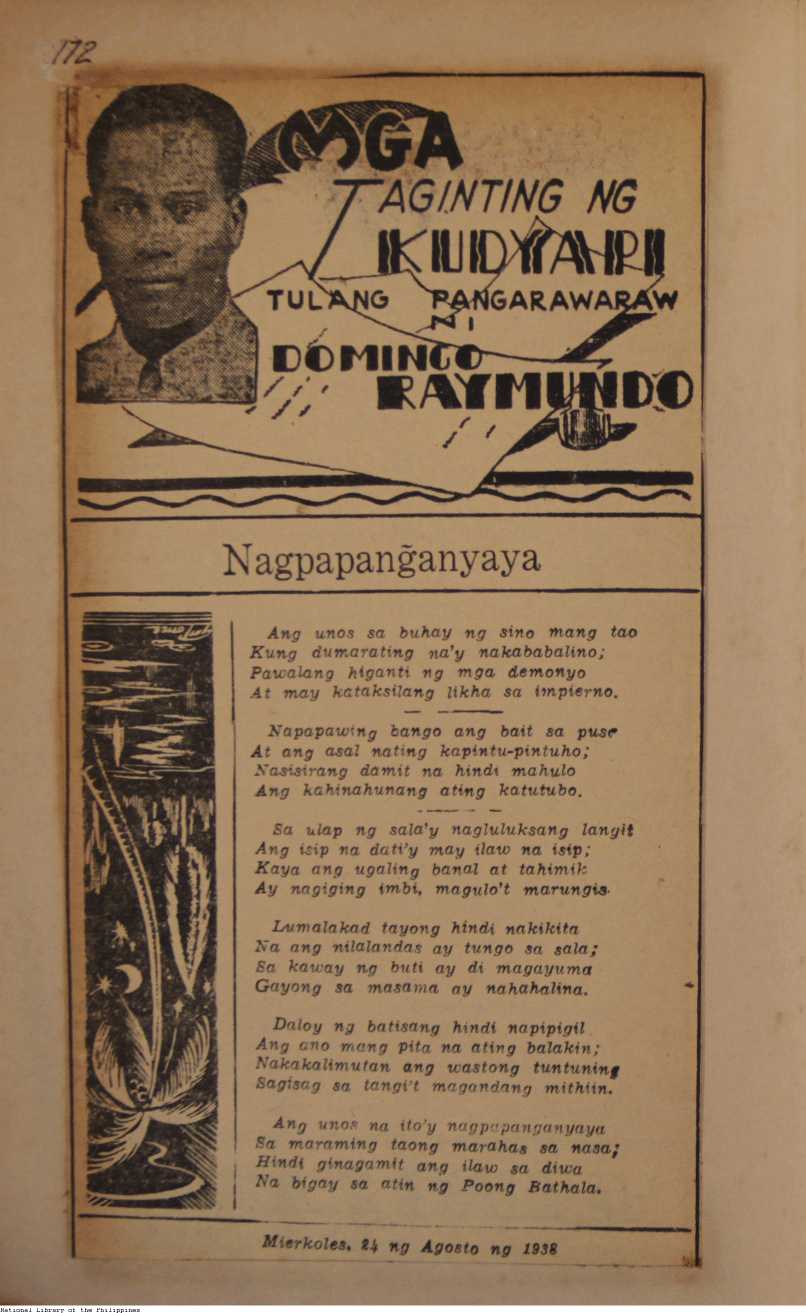 172
MGA
TAGINTING NG
KUDYAPI
TULANG PANGARAWARAW
NI
DOMINGO
RAYMUNDO
Nagpapang̃anyaya
Ang unos sa buhay ng sino mang tao
Kung dumarating na'y nakababalino;
Pawalang higanti ng mga demonyo
At may kataksilang likha sa impierno.
Napapawing bango ang bait sa puso
At ang asal nating kapintu-pintuho;
Nasisirang damit na hindi mahulo
Ang kahinahunang ating katutubo.
Sa ulap ng sala'y nagluluksang langit
Ang isip na dati'y may ilaw na isip;
Kaya ang ugaling banal at tahimik
Ay nagiging imbi, magulo't marungis.
Lumalakad tayong hindi nakikita
Na ang nilalandas ay tungo sa sala;
Sa kaway ng buti ay di magayuma
Gayong sa masama ay nahahalina.
Daloy ng batisang hindi napipigil
Ang ano mang pita na ating balakin;
Nakakalimutan ang wastong tuntuning
Sagisag sa tangi't magandang mithiin.
Ang unos na ito'y nagpapanganyaya
Sa maraming taong marahas sa nasa;
Hindi ginagamit ang ilaw sa diwa
Na bigay sa atin ng Poong Bathala.
Mierkoles, 24 ng Agosto ng 1938
National Library of the Philippines